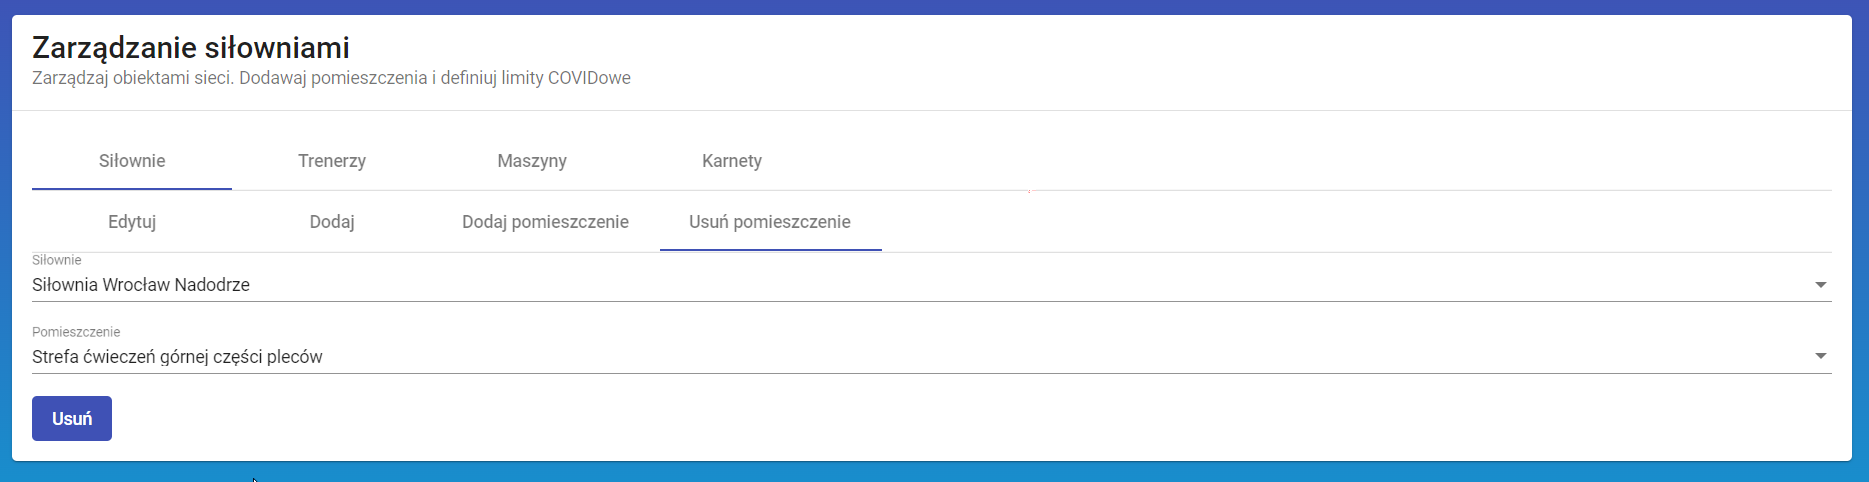 Zarządzanie siłowniami
Zarządzaj obiektami sieci. Dodawaj pomieszczenia i definiuj limity COVIDowe
Siłownie Trenerzy Maszyny Karnety
Edytuj Dodaj Dodaj pomieszczenie Usuń pomieszczenie
Siłownie
Siłownia Wrocław Nadodrze
Pomieszczenie
Strefa ćwieczeń górnej części pleców
Usuń